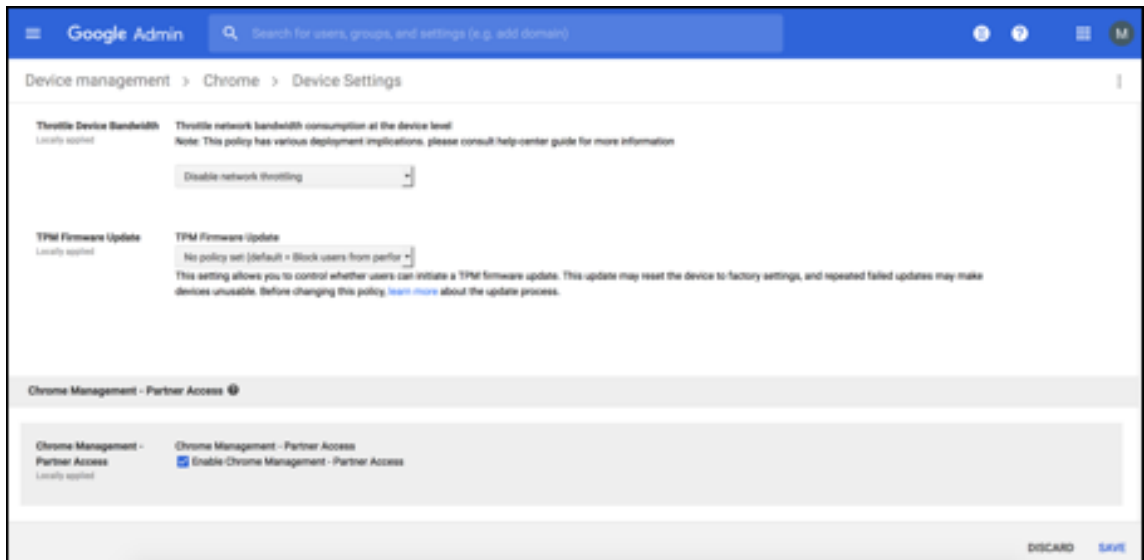 Google Admin
Search for users, groups, and settings (e.g. add domain)
M
Device management > Chrome > Device Settings
Throttle Device Bandwidth
Locally applied
Throttle network bandwidth consumption at the device level
Note: This policy has various deployment implications. please consult help-center guide for more information
Disable network throttling
TPM Firmware Update
Locally applied
TPM Firmware Update
No policy set (default = Block users from perfor
This setting allows you to control whether users can initiate a TPM firmware update. This update may reset the device to factory settings, and repeated failed updates may make
devices unusable. Before changing this policy, learn more about the update process.
Chrome Management - Partner Access
Chrome Management -
Partner Access
Locally applied
Chrome Management - Partner Access
Enable Chrome Management - Partner Access
DISCARD
SAVE